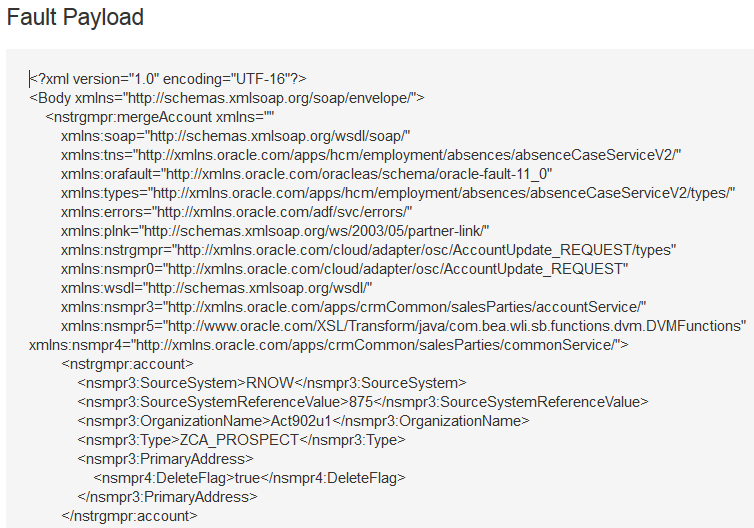 Fault Payload
<?xml version="1.0" encoding="UTF-16"?>
<Body xmlns="http://schemas.xmlsoap.org/soap/envelope/">
<nstrgmpr:mergeAccount xmlns=""
xmlns:soap="http://schemas.xmlsoap.org/wsdl/soap/"
xmlns:tns="http://xmlns.oracle.com/apps/hcm/employment/absences/absenceCaseServiceV2/"
xmlns:orafault="http://xmlns.oracle.com/oracleas/schema/oracle-fault-11_0"
xmlns:types="http://xmlns.oracle.com/apps/hcm/employment/absences/absenceCaseServiceV2/types/"
xmlns:errors="http://xmlns.oracle.com/adf/svc/errors/"
xmlns:plnk="http://schemas.xmlsoap.org/ws/2003/05/partner-link/"
xmlns:nstrgmpr="http://xmlns.oracle.com/cloud/adapter/osc/AccountUpdate_REQUEST/types"
xmlns:nsmpr0="http://xmlns.oracle.com/cloud/adapter/osc/AccountUpdate_REQUEST"
xmlns:wsdl="http://schemas.xmlsoap.org/wsdl/"
xmlns:nsmpr3="http://xmlns.oracle.com/apps/crmCommon/salesParties/accountService/"
xmlns:nsmpr5="http://www.oracle.com/XSL/Transform/java/com.bea.wli.sb.functions.dvm.DVMFunctions"
xmlns:nsmpr4="http://xmlns.oracle.com/apps/crmCommon/salesParties/commonService/">
<nstrgmpr:account>
<nsmpr3:SourceSystem>RNOW</nsmpr3:SourceSystem>
<nsmpr3:SourceSystemReferenceValue>875</nsmpr3:SourceSystemReferenceValue>
<nsmpr3:OrganizationName>Act902u1</nsmpr3:OrganizationName>
<nsmpr3:Type>ZCA_PROSPECT</nsmpr3:Type>
<nsmpr3:PrimaryAddress>
<nsmpr4:DeleteFlag>true</nsmpr4:DeleteFlag>
</nsmpr3:PrimaryAddress>
</nstrgmpr:account>